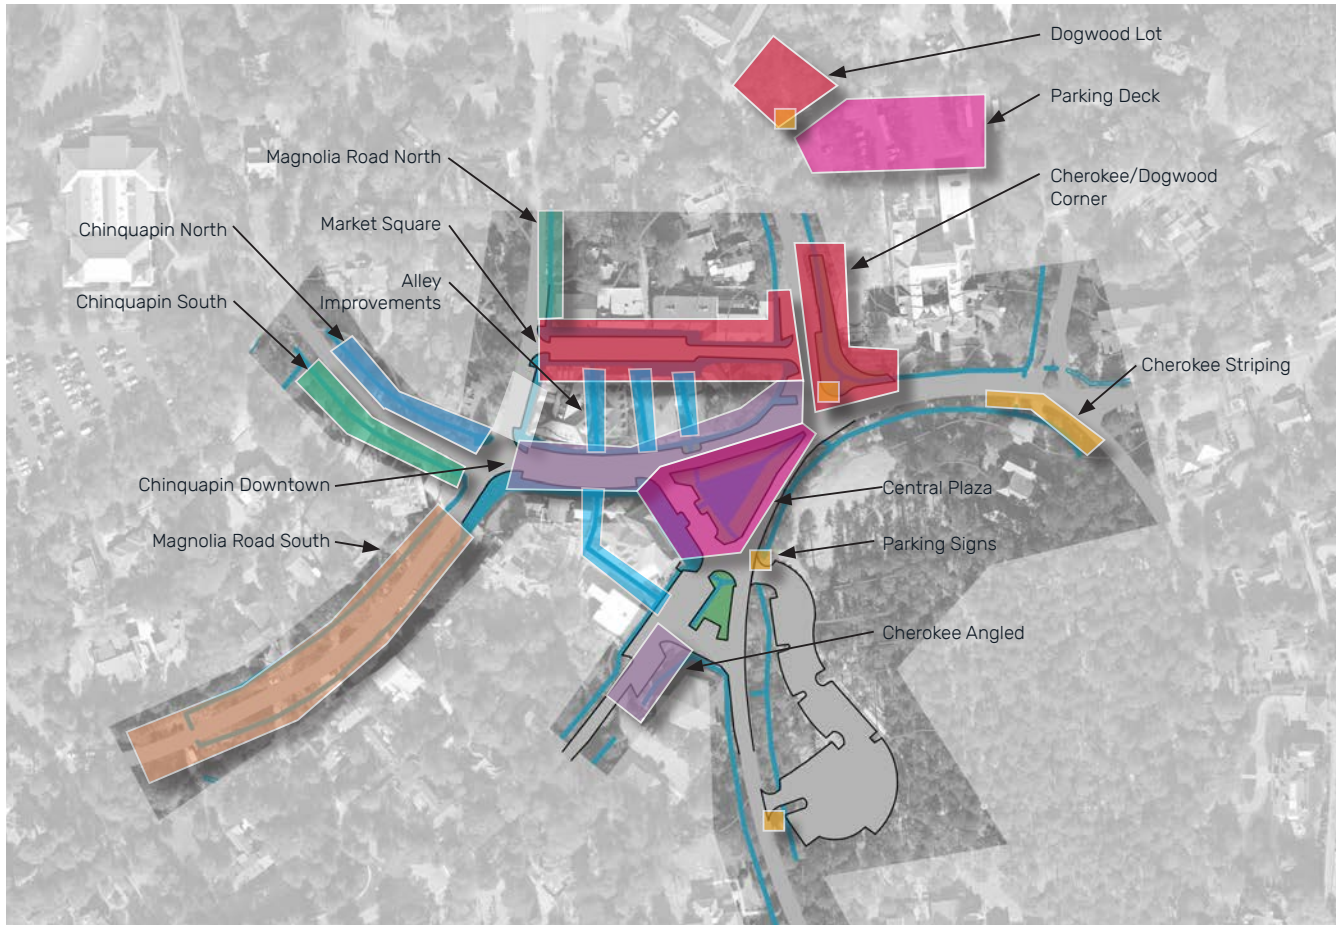 Dogwood Lot
Parking Deck
Magnolia Road North
Cherokee/Dogwood
Corner
Market Square
Chinquapin North
Alley
Improvements
Chinquapin South
Cherokee Striping
Chinquapin Downtown
Central Plaza
Magnolia Road South
Parking Signs
Cherokee Angled